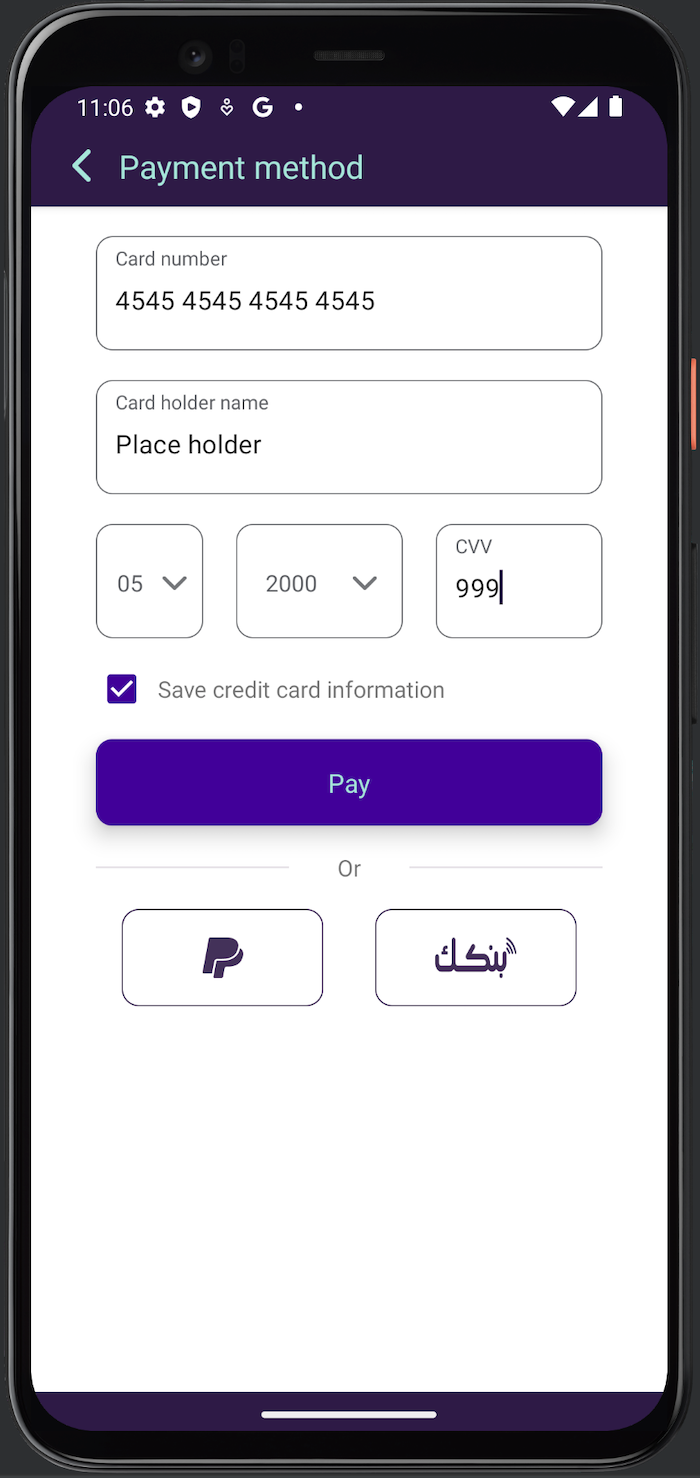 11:06
Payment method
Card number
4545 4545 4545 4545
Card holder name
Place holder
05 2000 CVV
999
Save credit card information
Pay
Or
بنكك